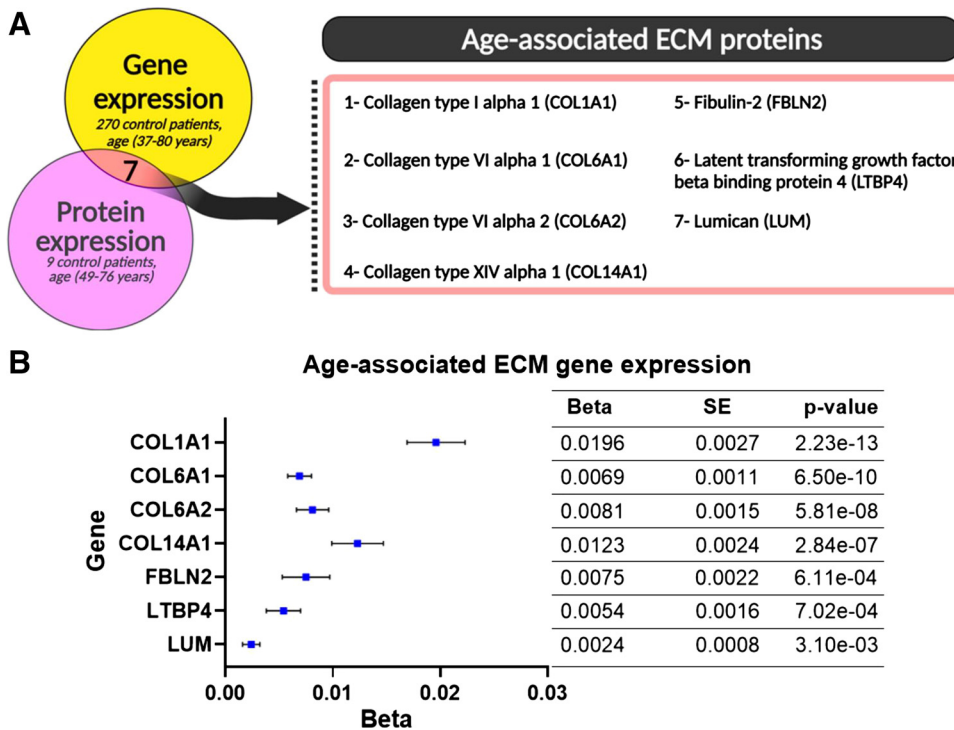 A
Gene
expression
270 control patients,
age (37-80 years)
7
Protein
expression
9 control patients,
age (49-76 years)
Age-associated ECM proteins
1- Collagen type I alpha 1 (COL1A1)
2- Collagen type VI alpha 1 (COL6A1)
3- Collagen type VI alpha 2 (COL6A2)
4- Collagen type XIV alpha 1 (COL14A1)
5- Fibulin-2 (FBLN2)
6- Latent transforming growth factor
beta binding protein 4 (LTBP4)
7- Lumican (LUM)
B
Age-associated ECM gene expression
Beta SE p-value
COL1A1 0.0196 0.0027 2.23e-13
COL6A1 0.0069 0.0011 6.50e-10
COL6A2 0.0081 0.0015 5.81e-08
COL14A1 0.0123 0.0024 2.84e-07
FBLN2 0.0075 0.0022 6.11e-04
LTBP4 0.0054 0.0016 7.02e-04
LUM 0.0024 0.0008 3.10e-03
Gene
0.00 0.01 0.02 0.03
Beta